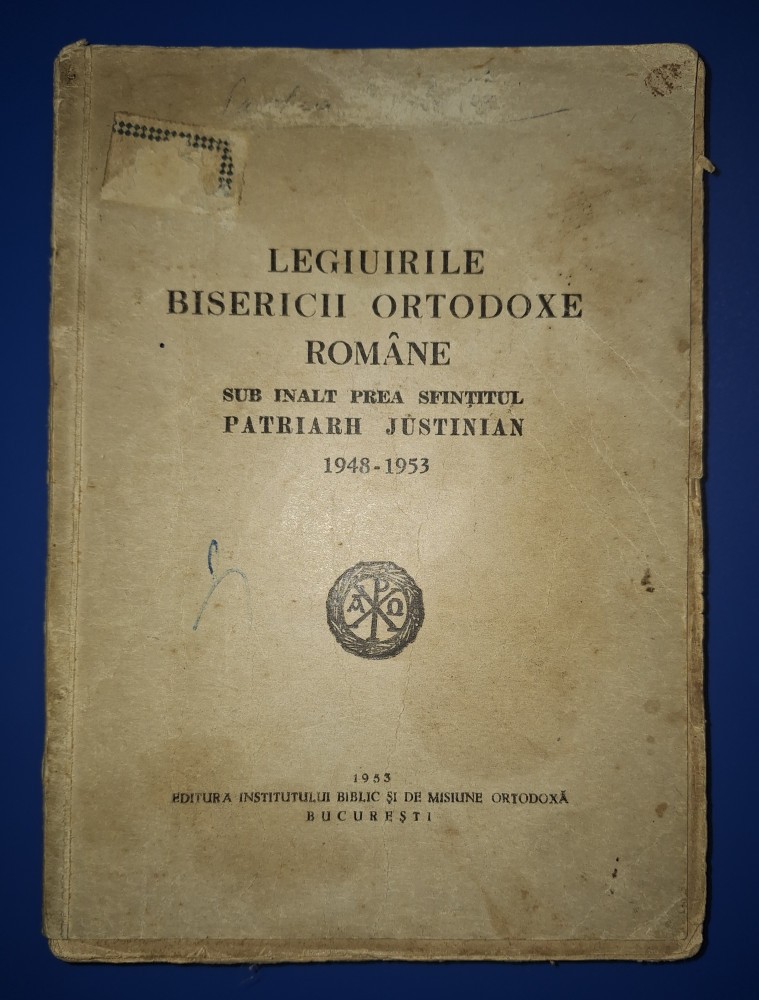 LEGIUIRILE
BISERICII ORTODOXE
ROMÂNE
SUB INALT PREA SFINȚITUL
PATRIARH JUSTINIAN
1948-1953
Α Ρ Ω
1953
EDITURA INSTITUTULUI BIBLIC ȘI DE MISIUNE ORTODOXĂ
BUCUREȘTI